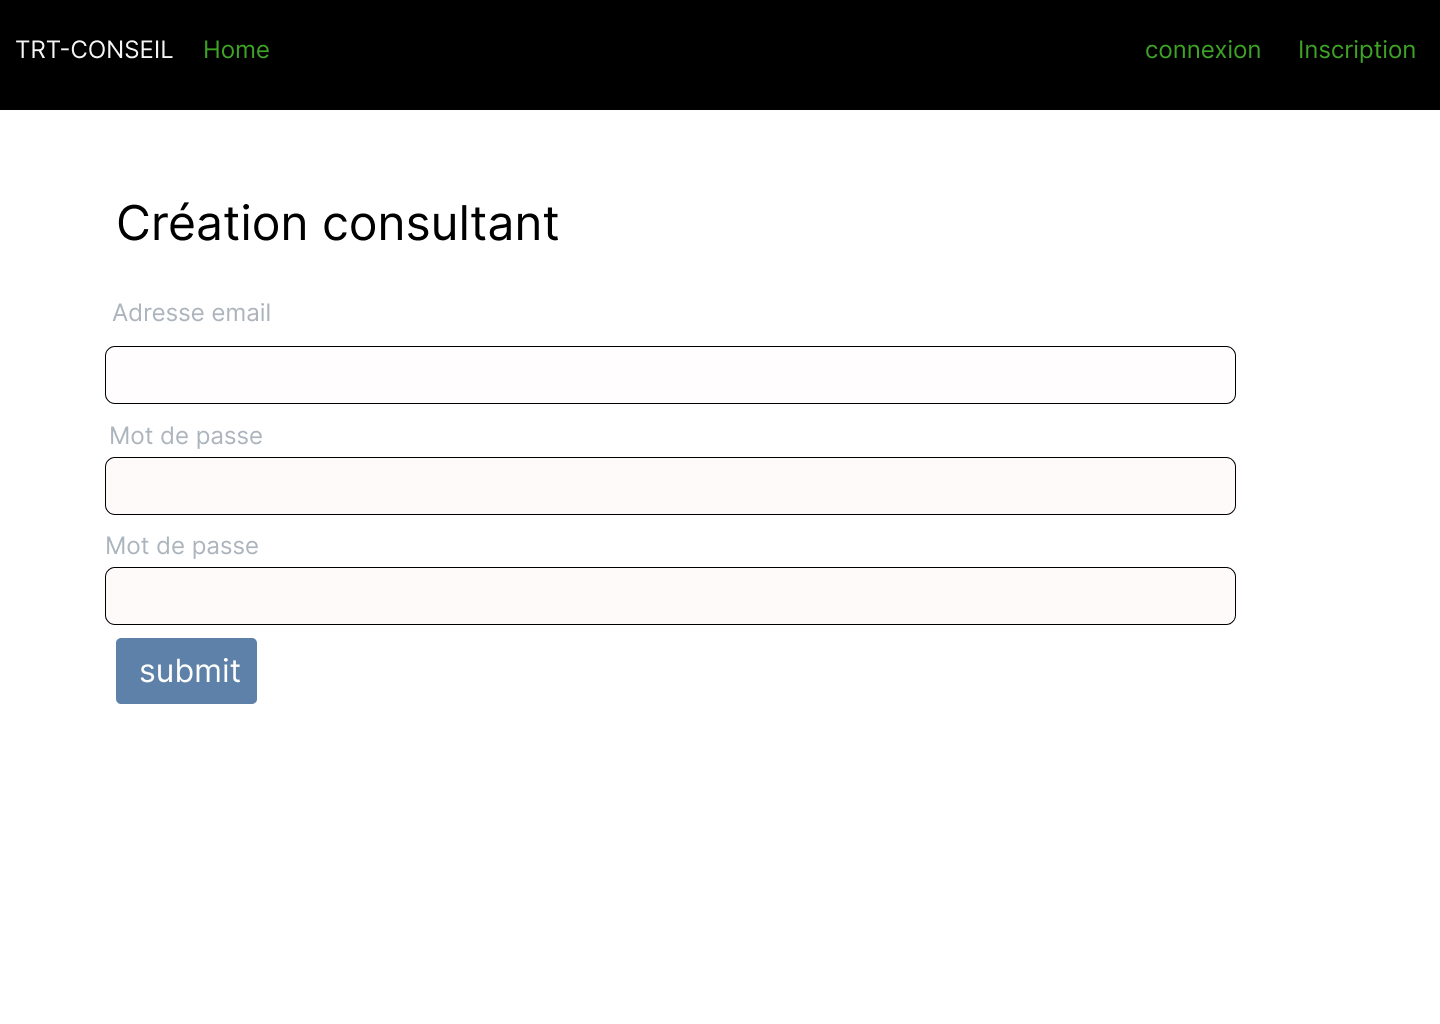 TRT-CONSEIL Home connexion Inscription
Création consultant
Adresse email
Mot de passe
Mot de passe
submit